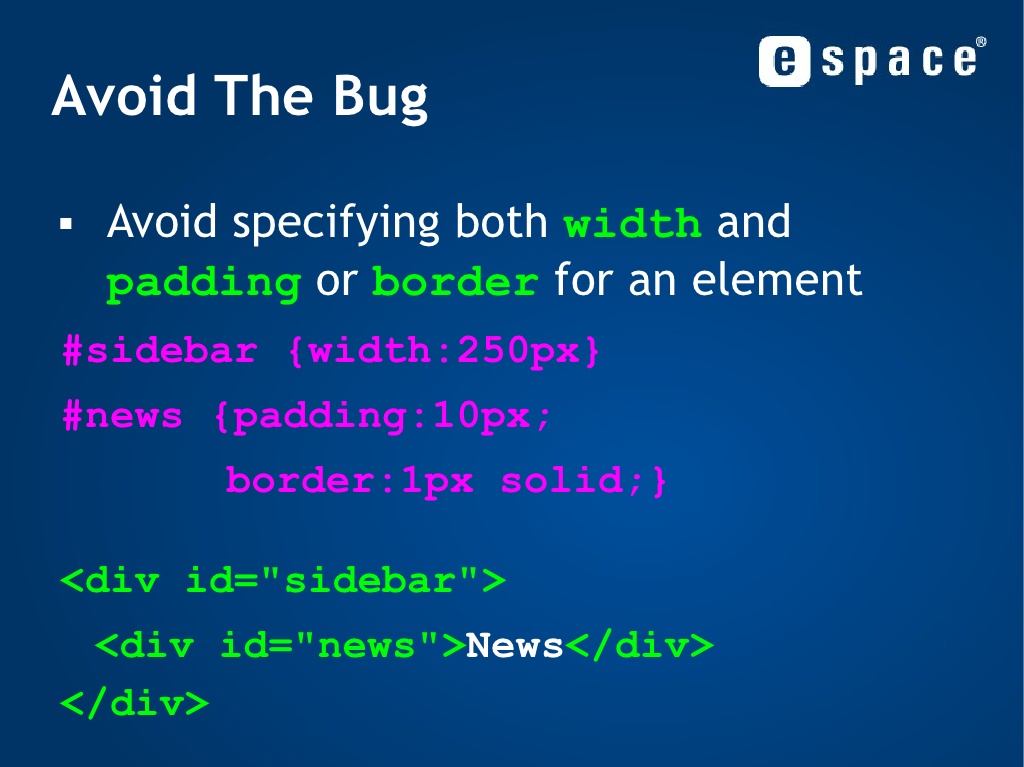 e space®
Avoid The Bug
▪ Avoid specifying both width and
padding or border for an element
#sidebar {width:250px}
#news {padding:10px;
border:1px solid;}
<div id="sidebar">
<div id="news">News</div>
</div>